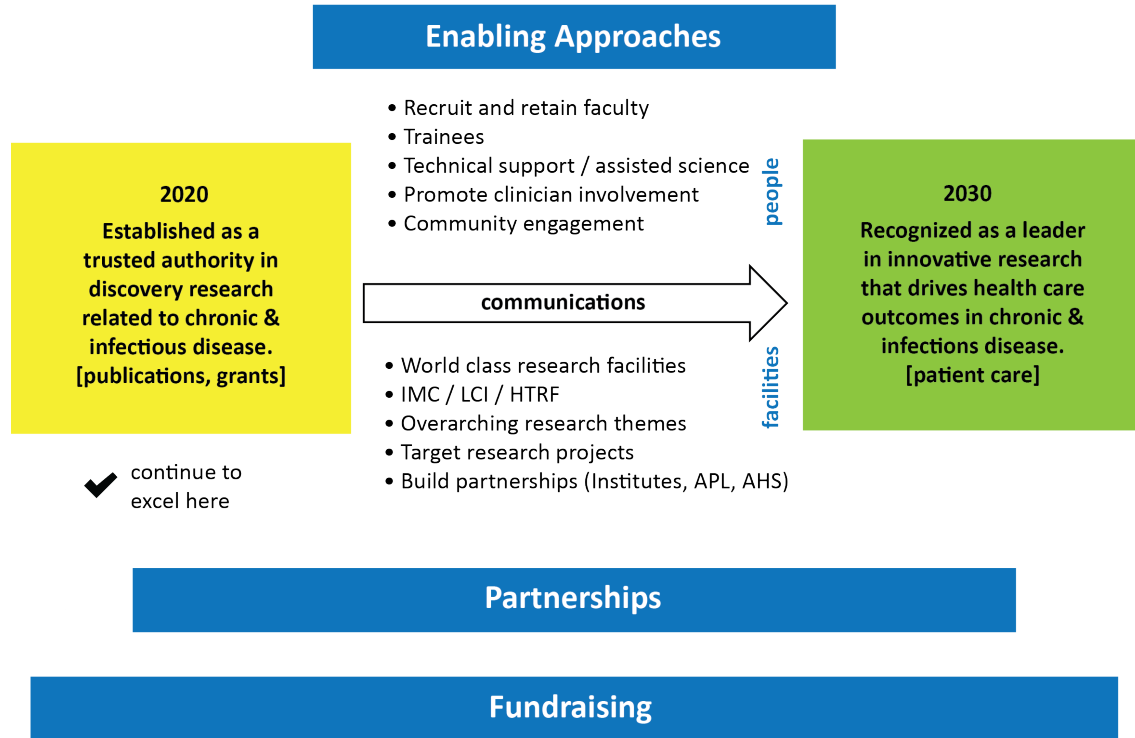 Enabling Approaches
• Recruit and retain faculty
• Trainees
• Technical support / assisted science
• Promote clinician involvement
• Community engagement
people
2020
Established as a
trusted authority in
discovery research
related to chronic &
infectious disease.
[publications, grants]
communications
2030
Recognized as a leader
in innovative research
that drives health care
outcomes in chronic &
infections disease.
[patient care]
• World class research facilities
• IMC / LCI / HTRF
• Overarching research themes
• Target research projects
• Build partnerships (Institutes, APL, AHS)
facilities
continue to
excel here
Partnerships
Fundraising